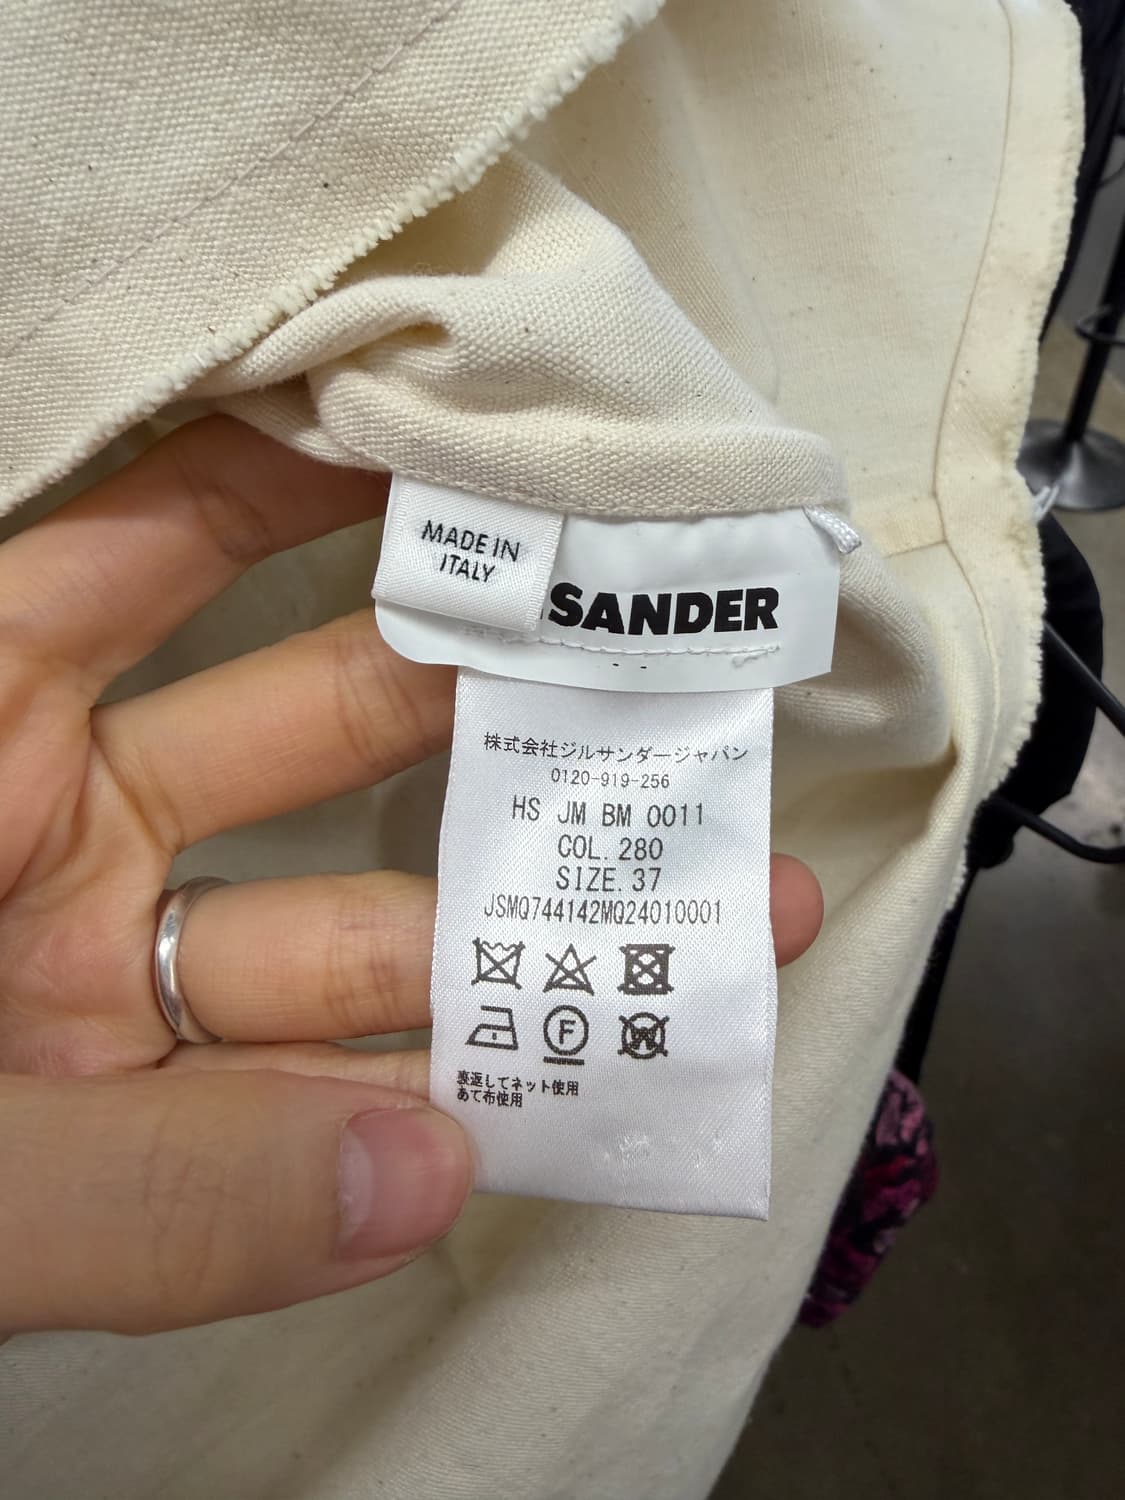 MADE IN
ITALY
SANDER
株式会社ジルサンダージャパン
0120-919-256
HS JM BM 0011
COL. 280
SIZE. 37
JSMQ744142MQ24010001
F
W
裏返してネット使用
あて布使用